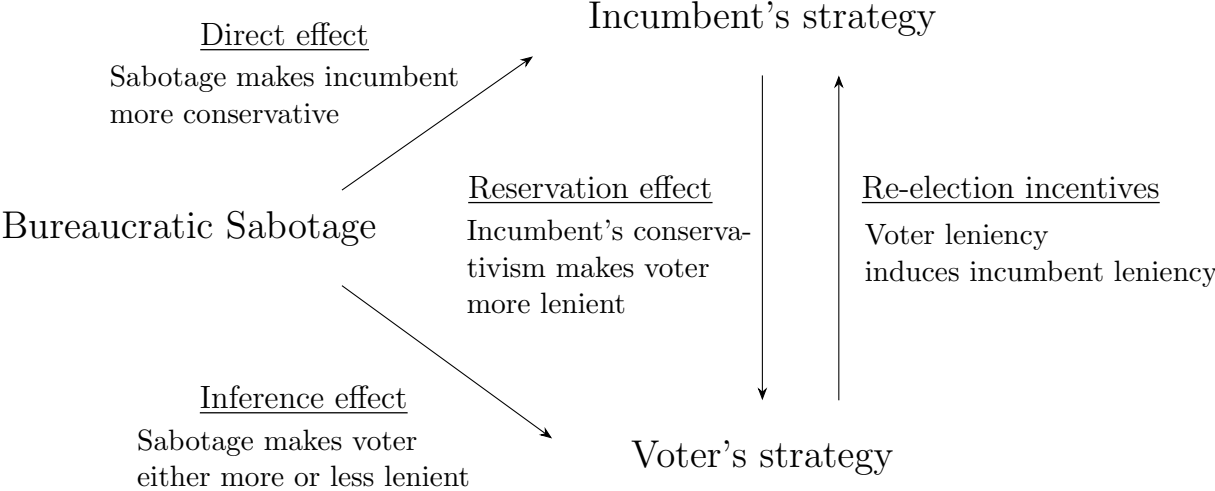 Incumbent's strategy
Direct effect
Sabotage makes incumbent
more conservative
Bureaucratic Sabotage
Reservation effect
Incumbent's conserva-
tivism makes voter
more lenient
Re-election incentives
Voter leniency
induces incumbent leniency
Inference effect
Sabotage makes voter
either more or less lenient
Voter's strategy